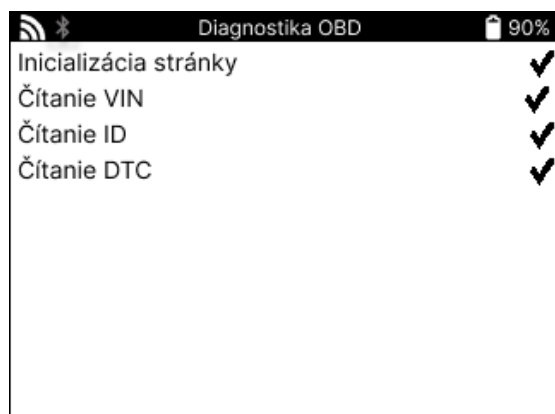 Diagnostika OBD 90%
Inicializácia stránky
Čítanie VIN
Čítanie ID
Čítanie DTC